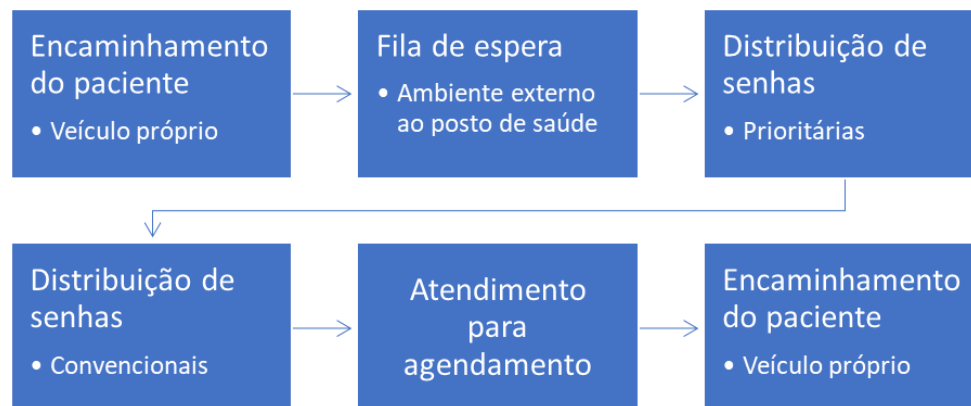 Encaminhamento
do paciente
• Veículo próprio
Fila de espera
• Ambiente externo
ao posto de saúde
Distribuição de
senhas
• Prioritárias
Distribuição de
senhas
• Convencionais
Atendimento
para
agendamento
Encaminhamento
do paciente
• Veículo próprio